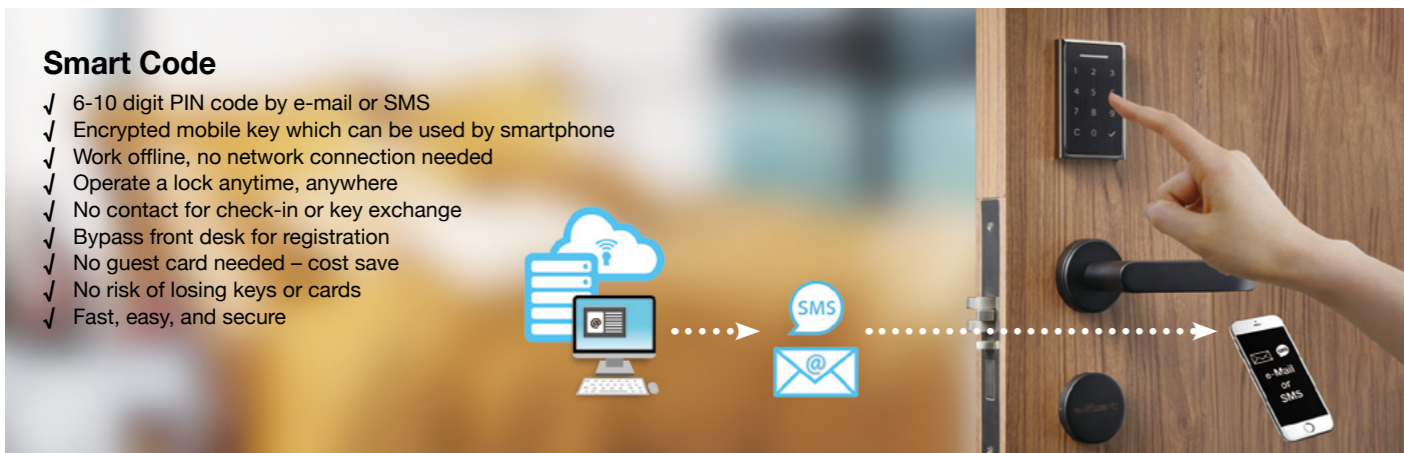 Smart Code
√ 6-10 digit PIN code by e-mail or SMS
√ Encrypted mobile key which can be used by smartphone
√ Work offline, no network connection needed
√ Operate a lock anytime, anywhere
√ No contact for check-in or key exchange
√ Bypass front desk for registration
√ No guest card needed – cost save
√ No risk of losing keys or cards
√ Fast, easy, and secure
@
SMS
@
1 2 3
4 5
7 8 9
C 0 ✓
e-Mail
or
SMS